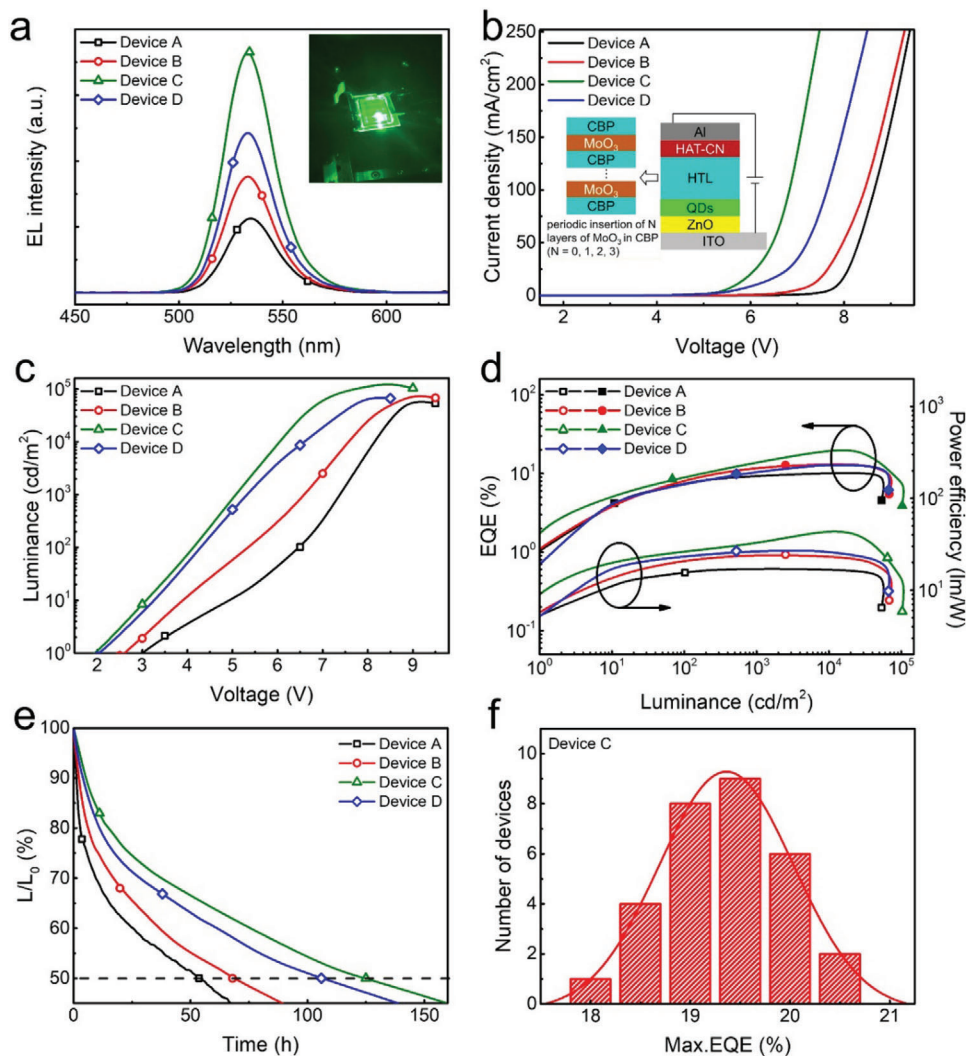 a
Device A
Device B
Device C
Device D
EL intensity (a.u.)
450 500 550 600
Wavelength (nm)
b
Device A
Device B
Device C
Device D
CBP
MoO₃
CBP
MoO₃
CBP
periodic insertion of N
layers of MoO₃ in CBP
(N = 0, 1, 2, 3)
Al
HAT-CN
HTL
QDs
ZnO
ITO
Current density (mA/cm²)
250
200
150
100
50
0
2 4 6 8
Voltage (V)
c
Device A
Device B
Device C
Device D
Luminance (cd/m²)
10⁵
10⁴
10³
10²
10¹
10⁰
2 3 4 5 6 7 8 9
Voltage (V)
d
Device A
Device B
Device C
Device D
EQE (%)
10²
10¹
10⁰
10⁻¹
Power efficiency (lm/W)
10³
10²
10¹
10⁰ 10¹ 10² 10³ 10⁴ 10⁵
Luminance (cd/m²)
e
Device A
Device B
Device C
Device D
L/L₀ (%)
100
90
80
70
60
50
0 50 100 150
Time (h)
f
Device C
Number of devices
10
8
6
4
2
0
18 19 20 21
Max.EQE (%)